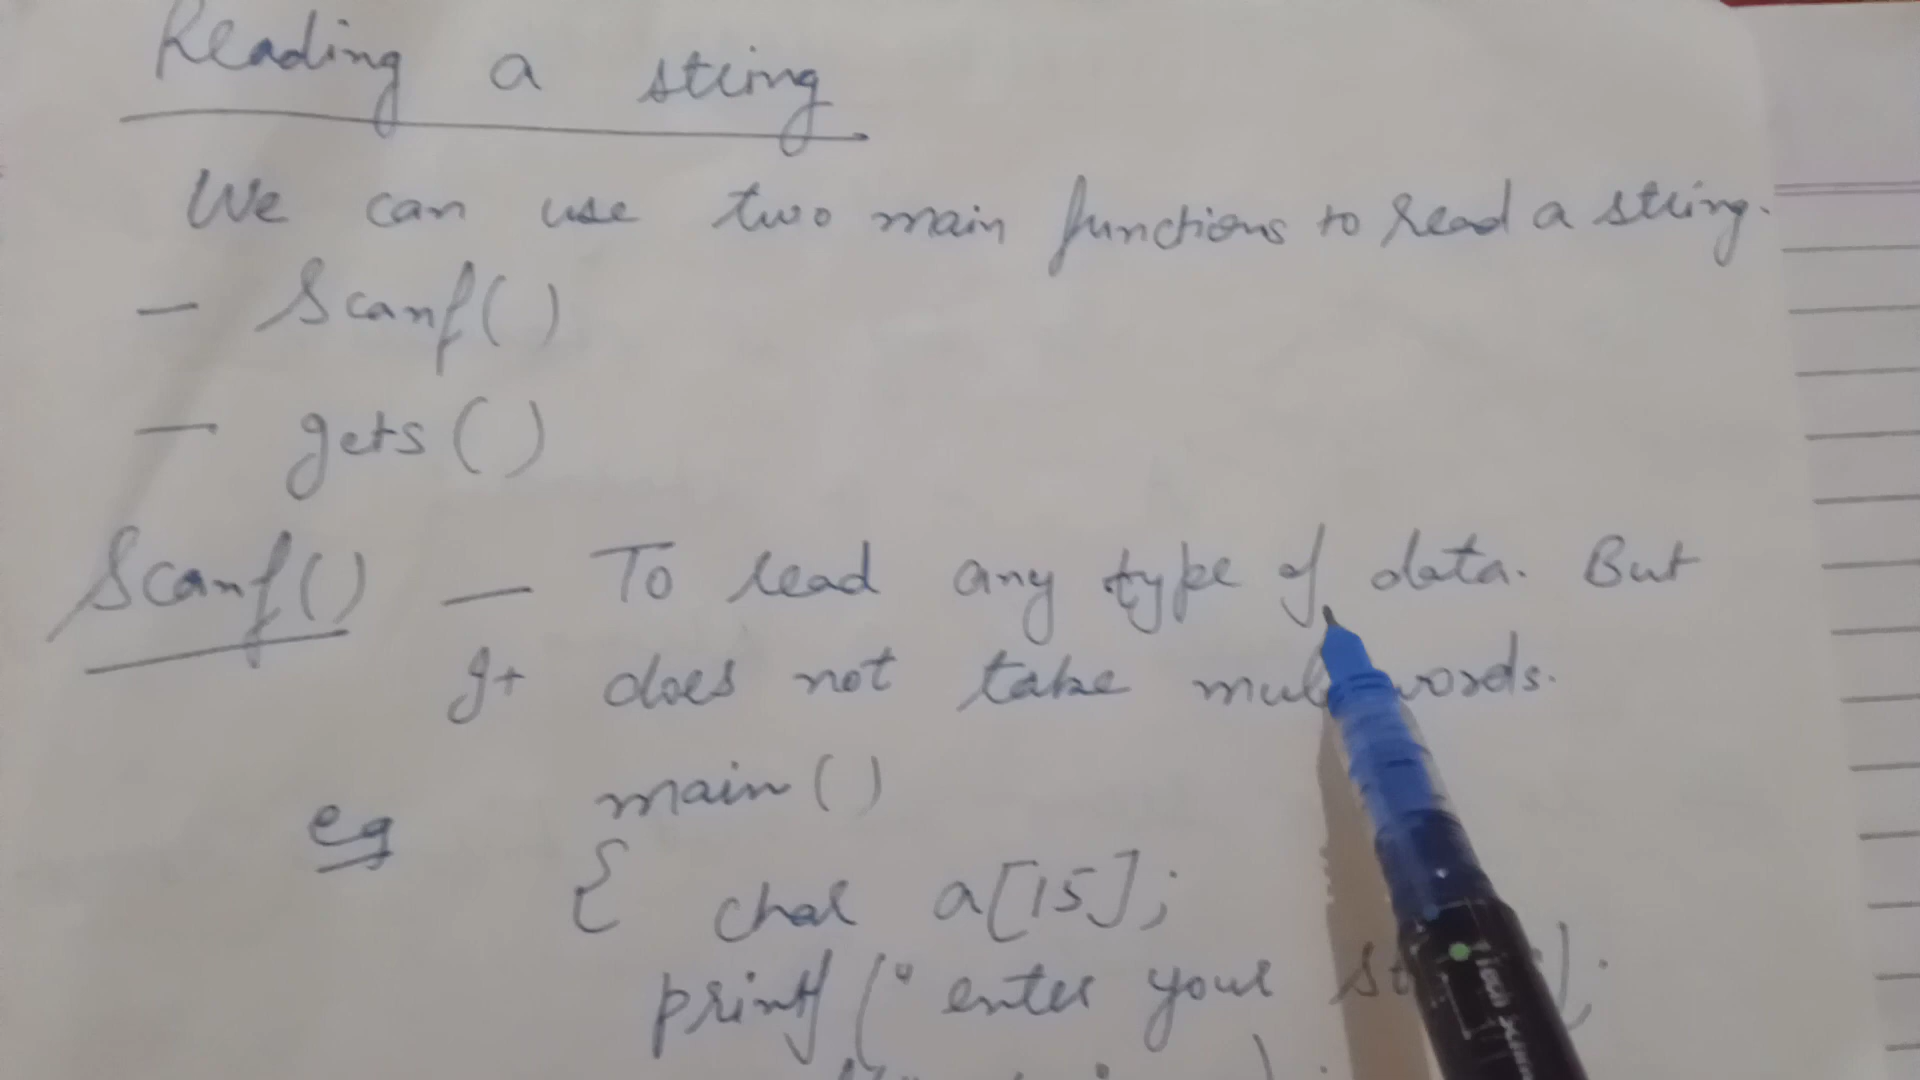 Reading a string
We can use two main functions to read a string.
- Scanf()
- gets()
Scanf() - To read any type of data. But
It does not take words.
eg main()
{ char a[15];
printf(" enter your );